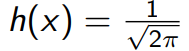 h(x) = 1/√2π